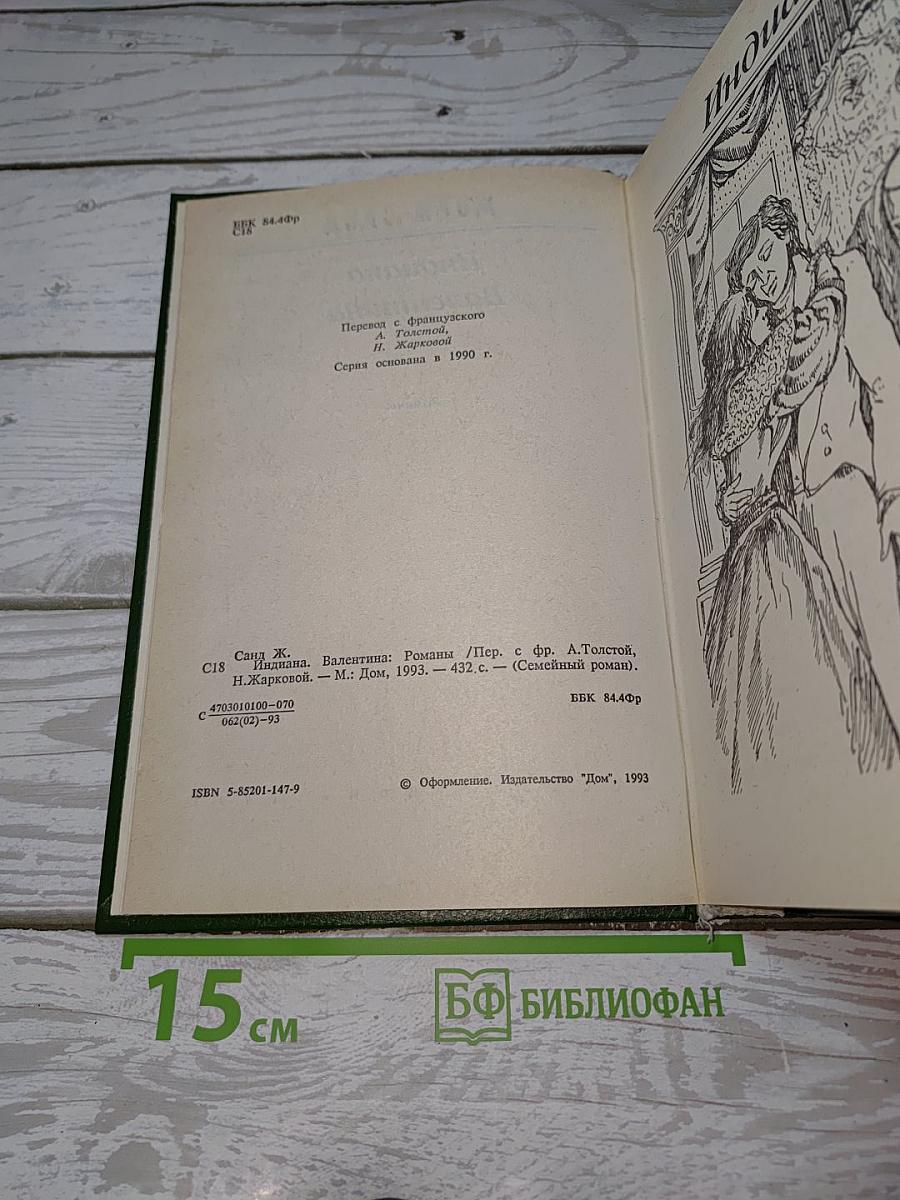 ББК 84.4Фр
С18
Перевод с французского
А. Толстой,
Н. Жарковой
Серия основана в 1990 г.
Санд Ж.
С18 Индиана. Валентина: Романы /Пер. с фр. А.Толстой,
Н.Жарковой. — М.: Дом, 1993. — 432.с. — (Семейный роман).
С 4703010100—070
062(02)—93
ББК 84.4Фр
ISBN 5-85201-147-9
© Оформление. Издательство "Дом", 1993
15 см
БФ БИБЛИОФАН